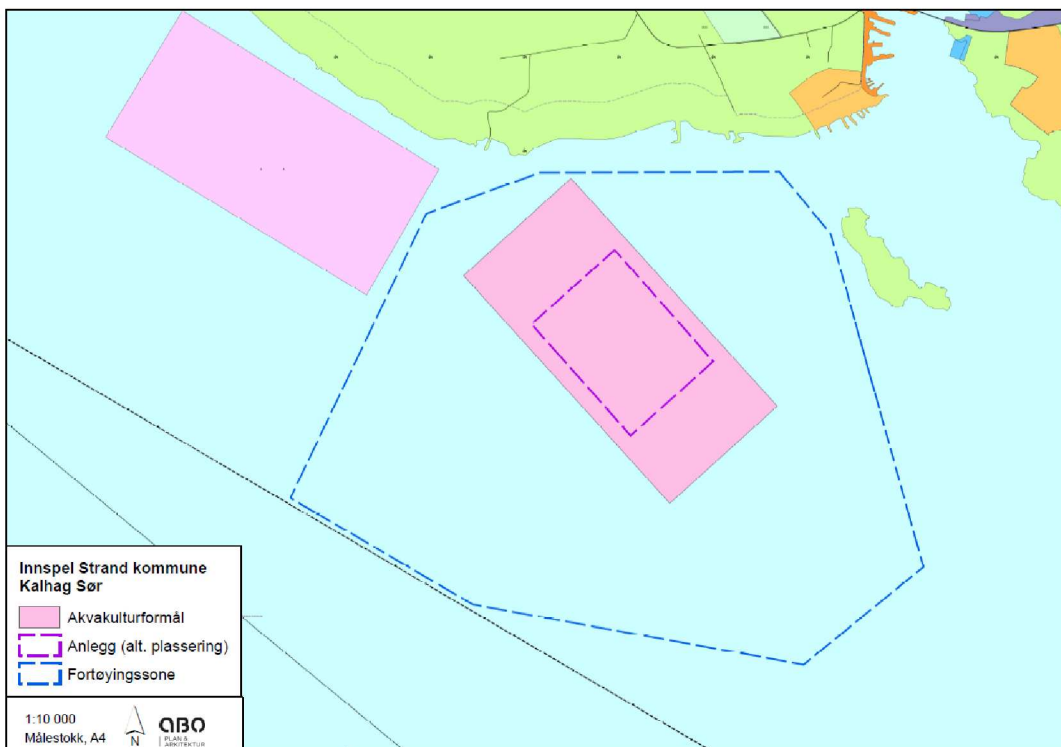 Innspel Strand kommune
Kalhag Sør
Akvakulturformål
Anlegg (alt. plassering)
Fortøyingssone
1:10 000
Målestokk, A4
N
ABO
PLAN &
ARKITEKTUR